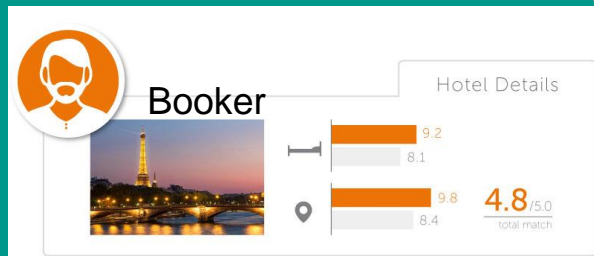 Hotel Details
Booker
9.2
8.1
9.8
8.4
4.8/5.0
total match